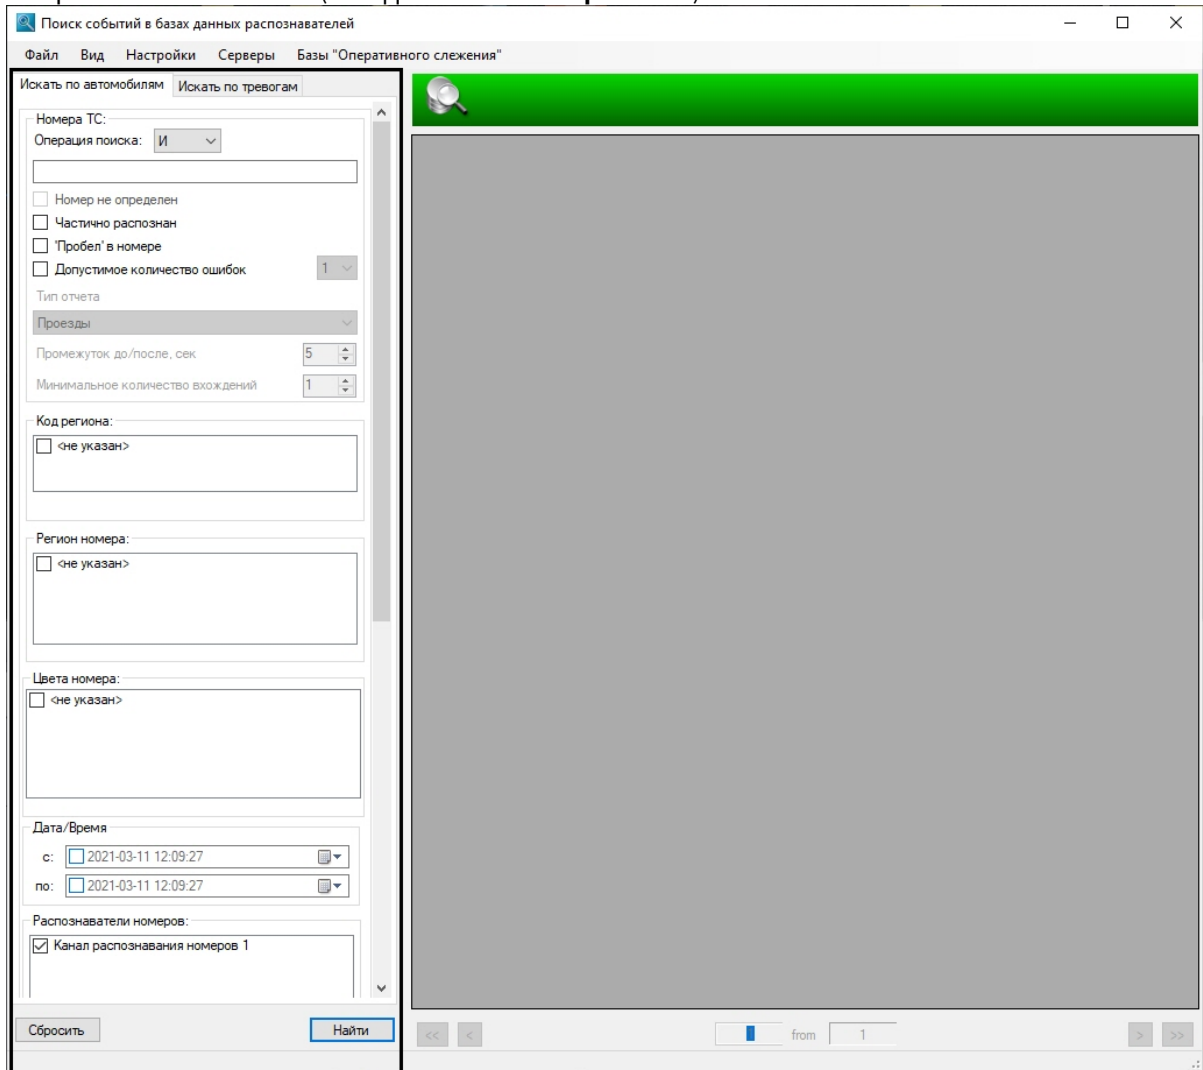 Поиск событий в базах данных распознавателей
Файл Вид Настройки Серверы Базы "Оперативного слежения"
Искать по автомобилям Искать по тревогам
Номера ТС:
Операция поиска: И
Номер не определен
Частично распознан
'Пробел' в номере
Допустимое количество ошибок 1
Тип отчета
Проезды
Промежуток до/после, сек 5
Минимальное количество вхождений 1
Код региона:
<не указан>
Регион номера:
<не указан>
Цвета номера:
<не указан>
Дата/Время
с: 2021-03-11 12:09:27
по: 2021-03-11 12:09:27
Распознаватели номеров:
Канал распознавания номеров 1
Сбросить Найти << < from 1 > >>